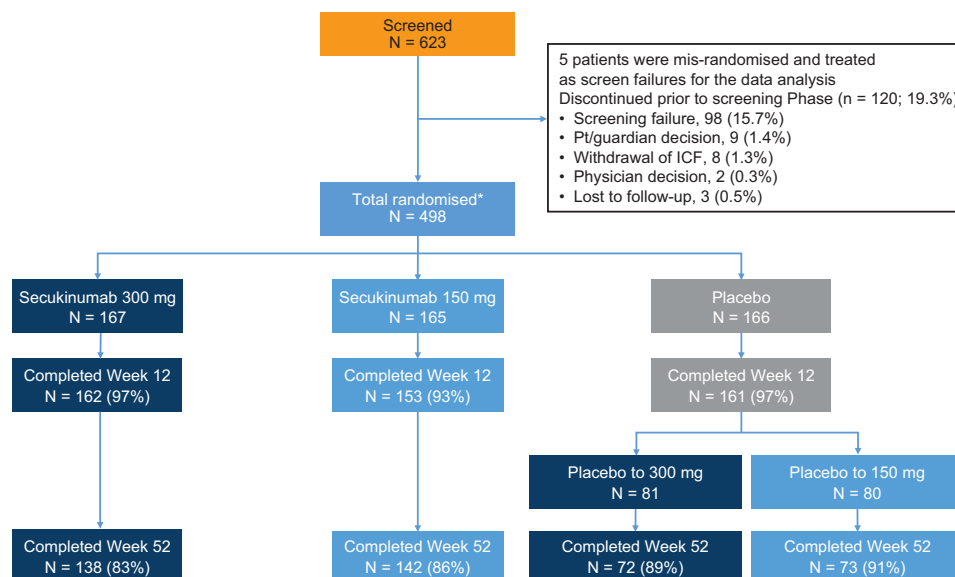 Screened
N = 623
5 patients were mis-randomised and treated
as screen failures for the data analysis
Discontinued prior to screening Phase (n = 120; 19.3%)
• Screening failure, 98 (15.7%)
• Pt/guardian decision, 9 (1.4%)
• Withdrawal of ICF, 8 (1.3%)
• Physician decision, 2 (0.3%)
• Lost to follow-up, 3 (0.5%)
Total randomised*
N = 498
Secukinumab 300 mg
N = 167
Secukinumab 150 mg
N = 165
Placebo
N = 166
Completed Week 12
N = 162 (97%)
Completed Week 12
N = 153 (93%)
Completed Week 12
N = 161 (97%)
Placebo to 300 mg
N = 81
Placebo to 150 mg
N = 80
Completed Week 52
N = 138 (83%)
Completed Week 52
N = 142 (86%)
Completed Week 52
N = 72 (89%)
Completed Week 52
N = 73 (91%)